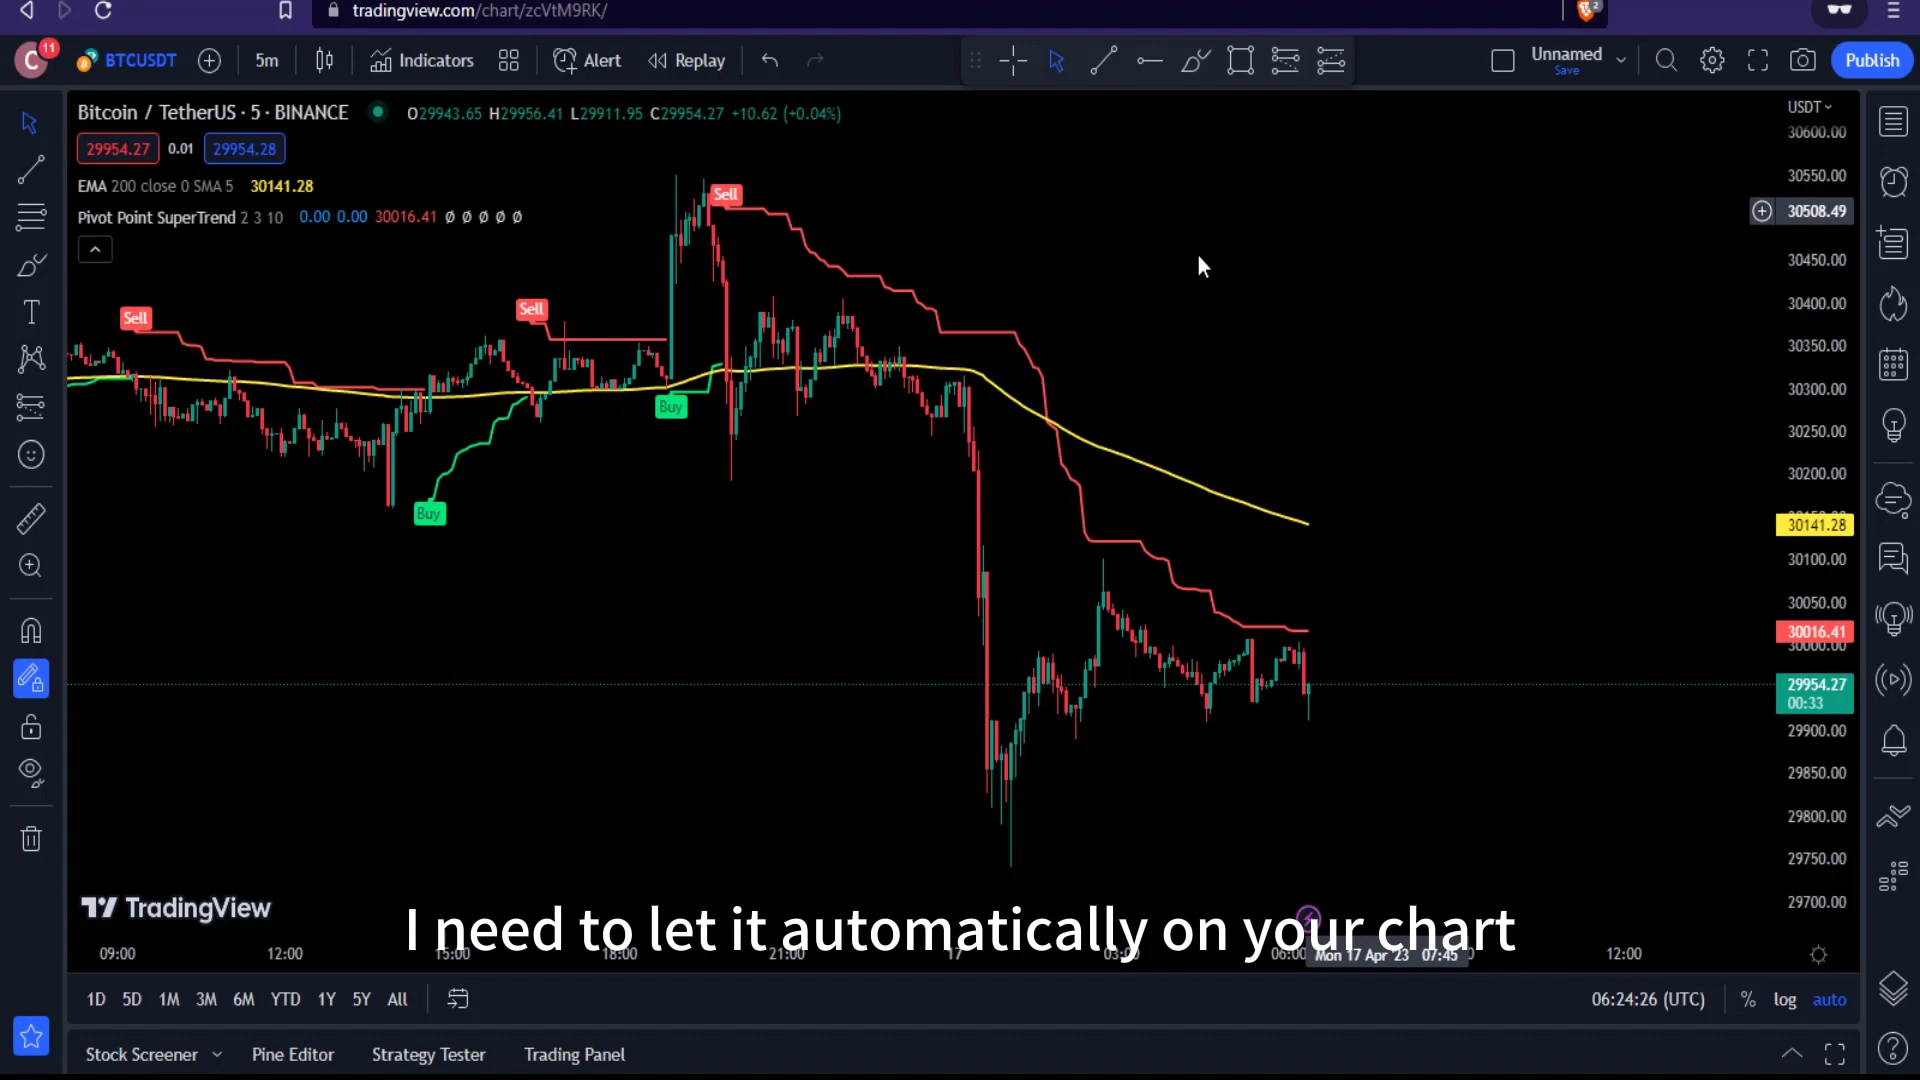 tradingview.com/chart/zcVtM9RK/
2
C
11
BTCUSDT
5m
Indicators
Alert
Replay
Unnamed
Save
Publish
Bitcoin / TetherUS · 5 · BINANCE
O29943.65 H29956.41 L29911.95 C29954.27 +10.62 (+0.04%)
29954.27
0.01
29954.28
EMA 200 close 0 SMA 5 30141.28
Pivot Point SuperTrend 2 3 10 0.00 0.00 30016.41 Ø Ø Ø Ø Ø
USDT
30600.00
30550.00
30508.49
30450.00
30400.00
30350.00
30300.00
30250.00
30200.00
30141.28
30100.00
30050.00
30016.41
30000.00
29954.27
00:33
29900.00
29850.00
29800.00
29750.00
29700.00
Sell
Sell
Sell
Buy
Buy
TradingView
I need to let it automatically on your chart
09:00
12:00
15:00
18:00
21:00
17
03:00
06:00
Mon 17 Apr '23 07:45
12:00
1D 5D 1M 3M 6M YTD 1Y 5Y All
06:24:26 (UTC)
%
log
auto
Stock Screener
Pine Editor
Strategy Tester
Trading Panel